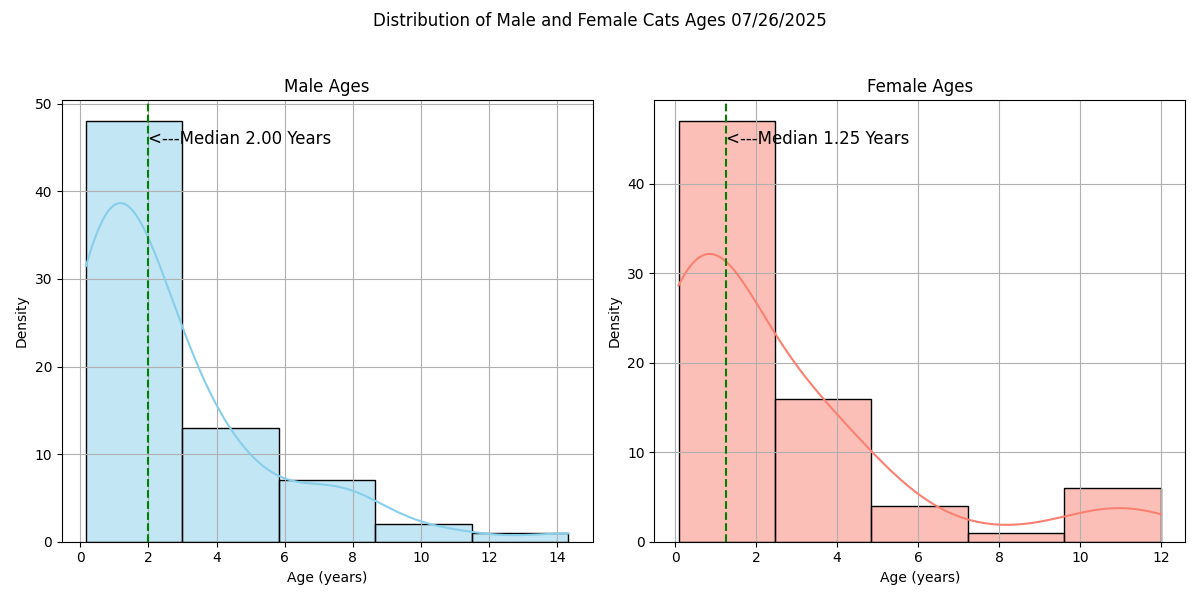 Distribution of Male and Female Cats Ages 07/26/2025
Male Ages
50
40
30
20
10
0
Density
<---Median 2.00 Years
0 2 4 6 8 10 12 14
Age (years)
Female Ages
40
30
20
10
0
Density
<---Median 1.25 Years
0 2 4 6 8 10 12
Age (years)